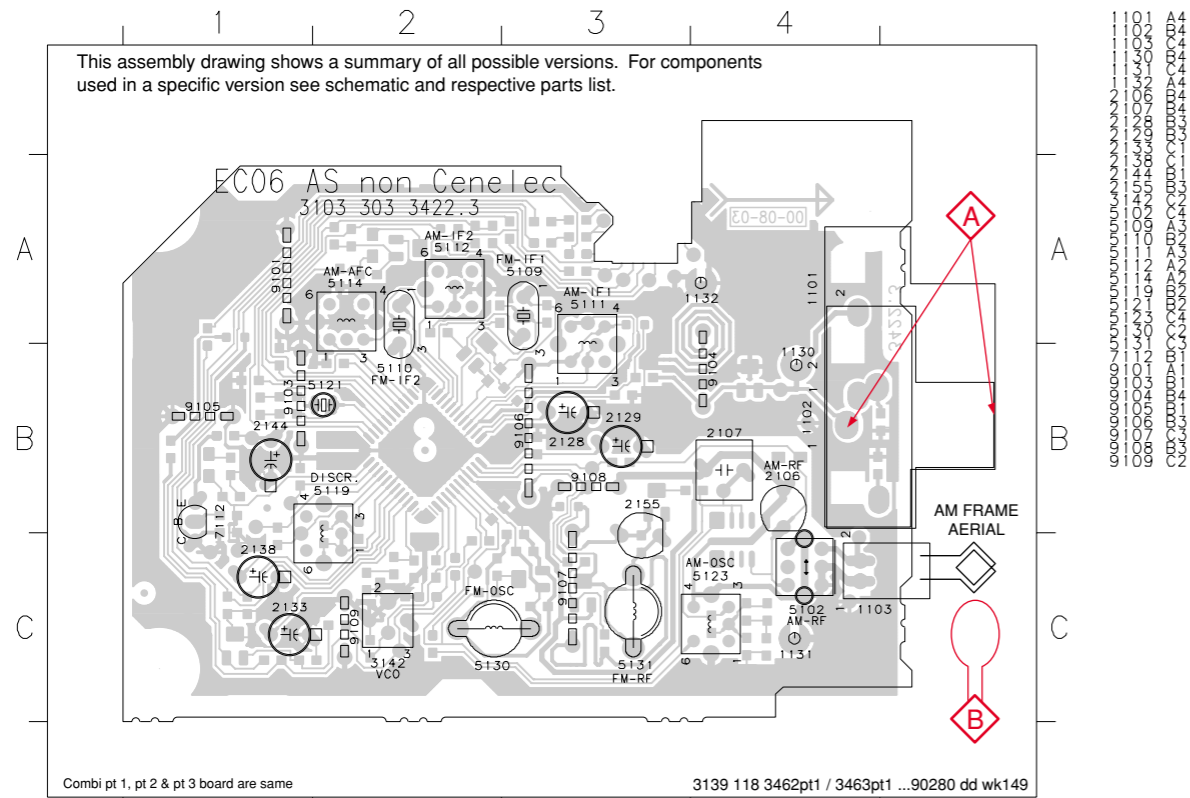 1 2 3 4
This assembly drawing shows a summary of all possible versions. For components
used in a specific version see schematic and respective parts list.
EC06 AS non Cenelec
3103 303 3422.3
00-80-03
A
A
A
AM-IF2
5112
6 4
1 3
FM-IF1
5109
1
3
AM-AFC
5114
6 4
1 3
AM-IF1
5111
6 4
1 3
9101
1132
1101
2
3422.3
1
3
5110
FM-IF2
9104
1130
2
1
1102
1
9103
5121
9105
2144
9106
2128
2129
2107
B
B
AM-RF
2106
9108
DISCR.
5119
4 3
6 1
C B E
7112
2155
AM FRAME
AERIAL
2138
2133
9109
2
1 3
3142
VCO
FM-OSC
5130
9107
5131
FM-RF
AM-OSC
5123
4 3
6 1
5102
AM-RF
1131
2
1
1103
C
C
B
Combi pt 1, pt 2 & pt 3 board are same
3139 118 3462pt1 / 3463pt1 ...90280 dd wk149
1101 A4
1102 B4
1103 C4
1130 B4
1131 C4
1132 A4
2106 B4
2107 B4
2128 B3
2129 B3
2133 C1
2138 C1
2144 B1
2155 B3
3142 C2
5102 C4
5109 A3
5110 B2
5111 A3
5112 A2
5114 A2
5119 B2
5121 B2
5123 C4
5130 C2
5131 C3
7112 B1
9101 A1
9103 B1
9104 B4
9105 B1
9106 B3
9107 C3
9108 B3
9109 C2